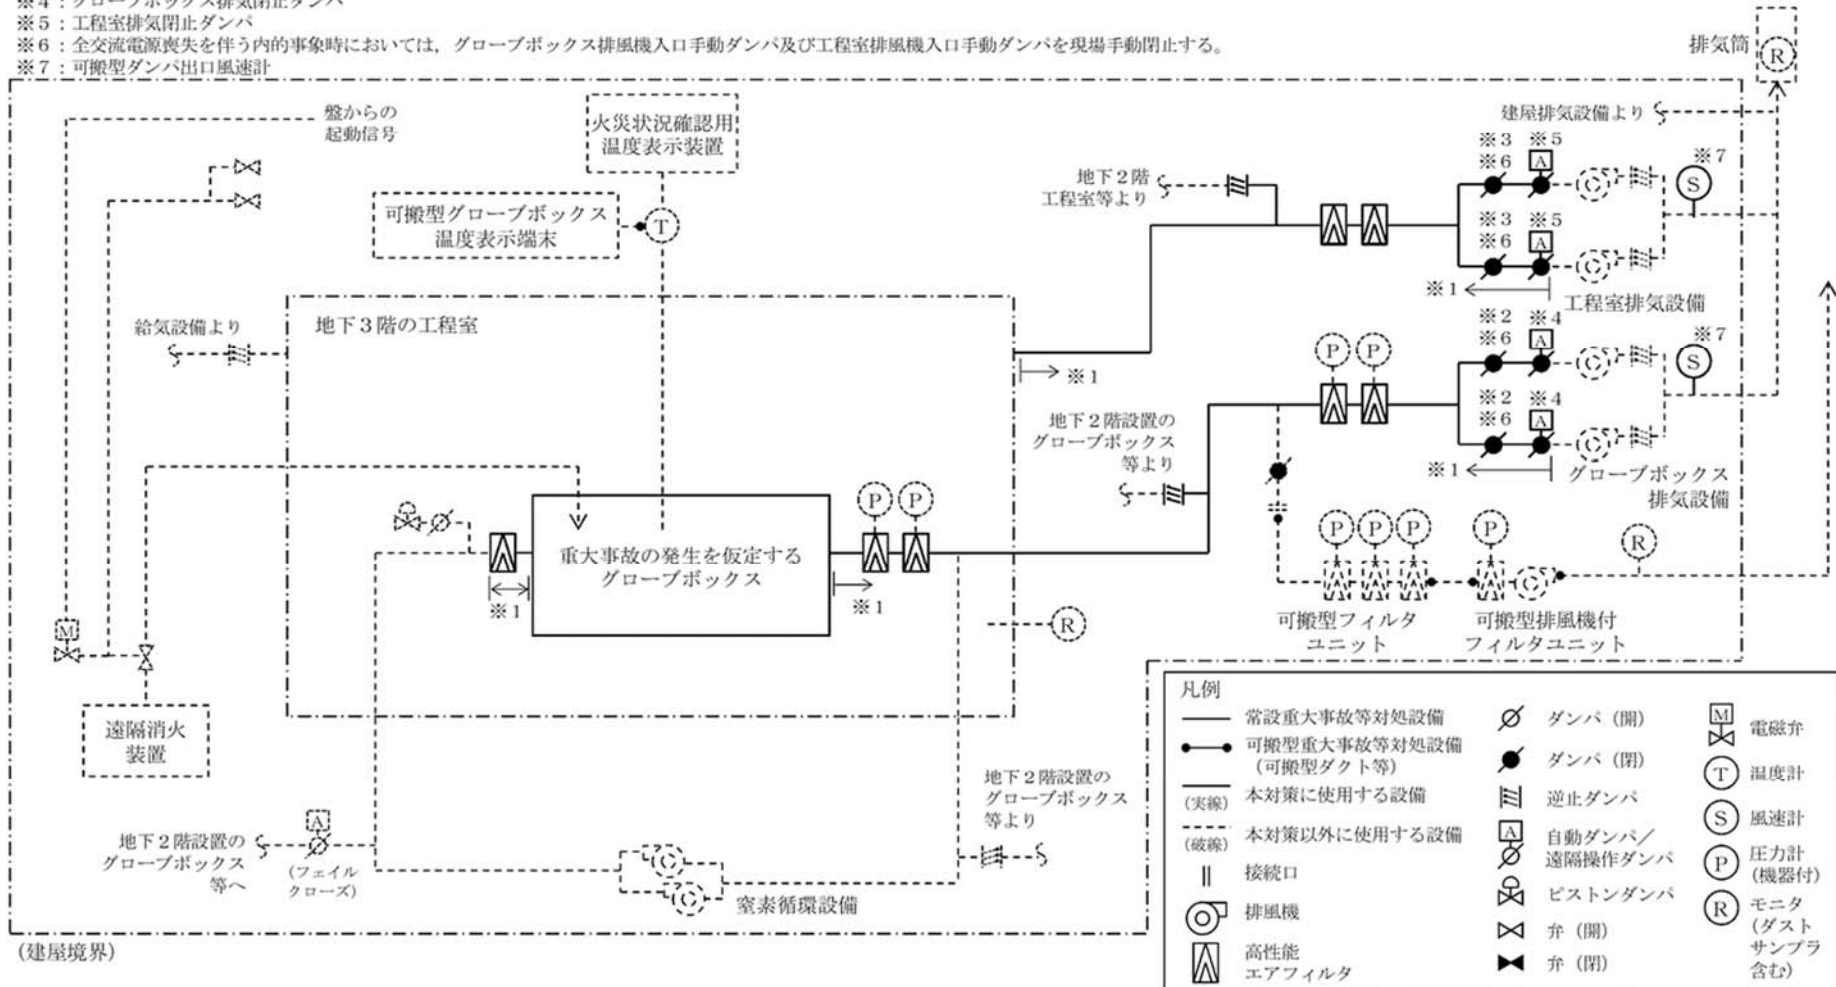 ※4：グローブボックス排気閉止ダンパ
※5：工程室排気閉止ダンパ
※6：全交流電源喪失を伴う内的事象時においては，グローブボックス排風機入口手動ダンパ及び工程室排風機入口手動ダンパを現場手動閉止する。
※7：可搬型ダンパ出口風速計
排気筒
R
盤からの
起動信号
火災状況確認用
温度表示装置
可搬型グローブボックス
温度表示端末
T
建屋排気設備より
地下2階
工程室等より
※3 ※5
※6 A
※7
S
※3 ※5
※6 A
※1
工程室排気設備
給気設備より
地下3階の工程室
※1
P P
※2 ※4
※6 A
※7
S
※2 ※4
※6 A
※1
グローブボックス
排気設備
地下2階設置の
グローブボックス
等より
重大事故の発生を仮定する
グローブボックス
※1
※1
P P
R
P P P P
R
可搬型フィルタ
ユニット
可搬型排風機付
フィルタユニット
M
遠隔消火
装置
地下2階設置の
グローブボックス
等へ
A
(フェイル
クローズ)
窒素循環設備
地下2階設置の
グローブボックス
等より
(建屋境界)
凡例
常設重大事故等対処設備
可搬型重大事故等対処設備
(可搬型ダクト等)
(実線) 本対策に使用する設備
(破線) 本対策以外に使用する設備
接続口
排風機
高性能
エアフィルタ
ダンパ（開）
ダンパ（閉）
逆止ダンパ
A 自動ダンパ／
遠隔操作ダンパ
ピストンダンパ
弁（開）
弁（閉）
M 電磁弁
T 温度計
S 風速計
P 圧力計
(機器付)
R モニタ
(ダスト
サンプラ
含む)